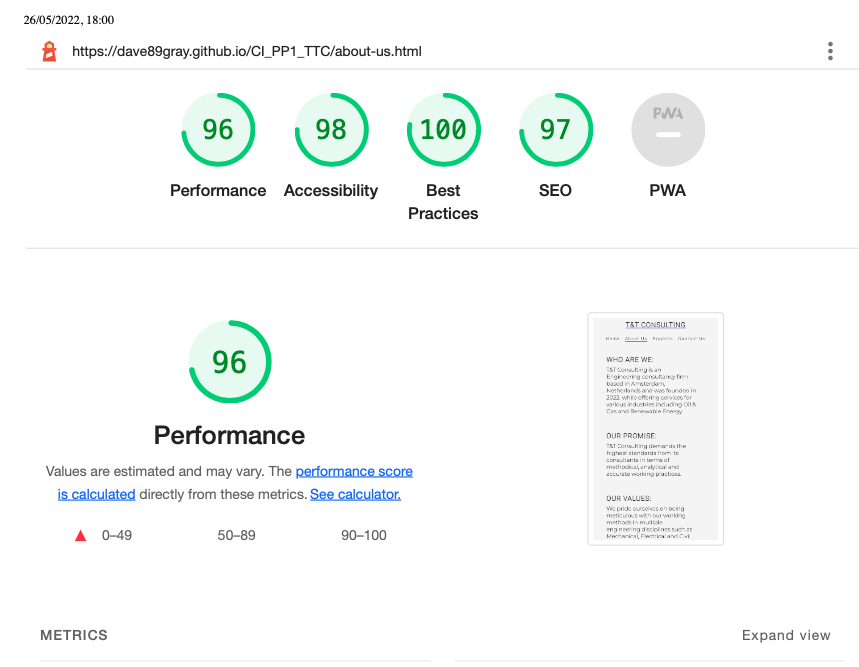 26/05/2022, 18:00
https://dave89gray.github.io/CI_PP1_TTC/about-us.html
96
98
100
97
PWA
Performance
Accessibility
Best
Practices
SEO
PWA
96
Performance
Values are estimated and may vary. The performance score
is calculated directly from these metrics. See calculator.
0–49
50–89
90–100
T&T CONSULTING
Home About Us Projects Contact Us
WHO ARE WE:
T&T Consulting is an
Engineering consultancy firm
based in Amsterdam,
Netherlands and was founded in
2022, while offering services for
various industries including Oil &
Gas and Renewable Energy.
OUR PROMISE:
T&T Consulting demands the
highest standards from its
consultants in terms of
methodical, analytical and
accurate working practices.
OUR VALUES:
We pride ourselves on being
meticulous with our working
methods in multiple
engineering disciplines such as
Mechanical, Electrical and Civil
METRICS
Expand view